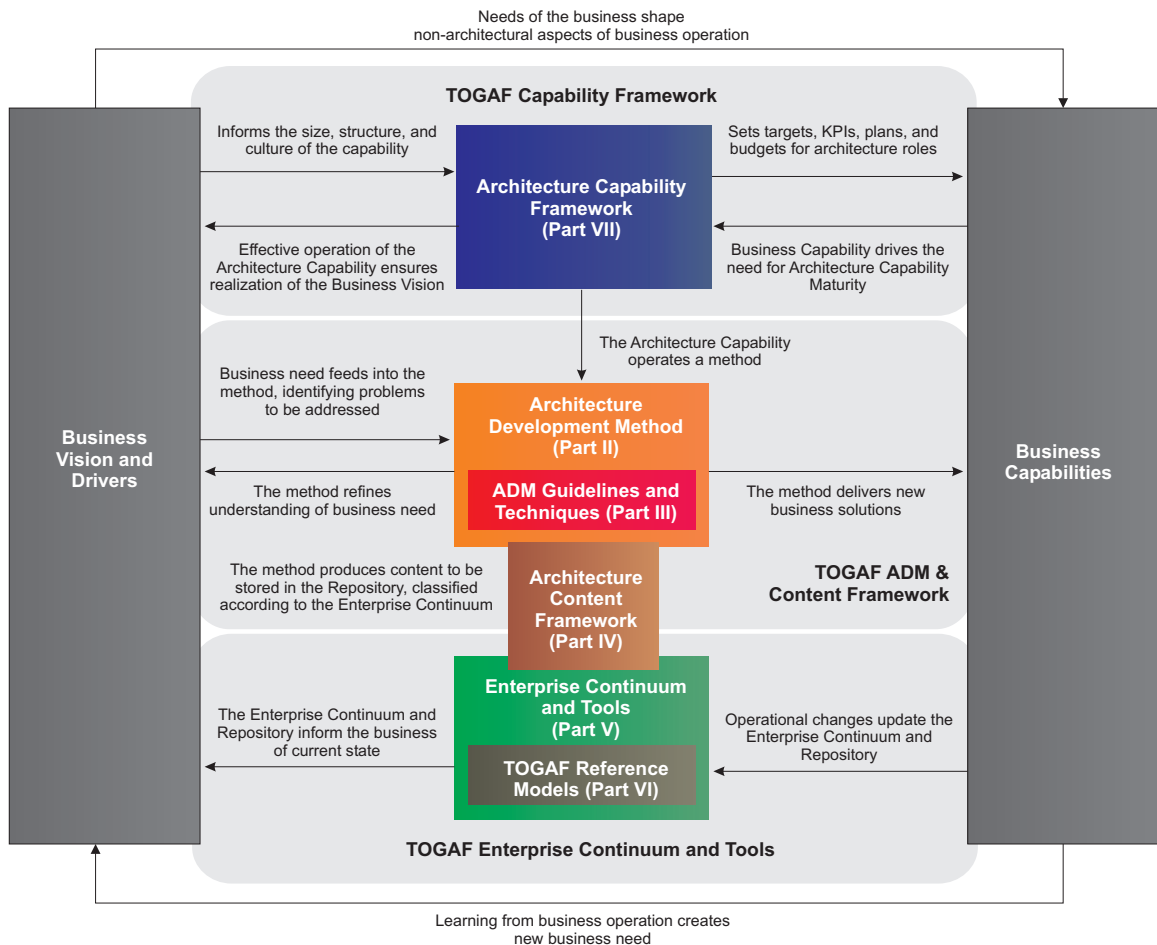 Needs of the business shape
non-architectural aspects of business operation
TOGAF Capability Framework
Informs the size, structure, and
culture of the capability
Architecture Capability
Framework
(Part VII)
Sets targets, KPIs, plans, and
budgets for architecture roles
Effective operation of the
Architecture Capability ensures
realization of the Business Vision
Business Capability drives the
need for Architecture Capability
Maturity
The Architecture Capability
operates a method
Business need feeds into the
method, identifying problems
to be addressed
Architecture
Development Method
(Part II)
Business
Vision and
Drivers
Business
Capabilities
ADM Guidelines and
Techniques (Part III)
The method refines
understanding of business need
The method delivers new
business solutions
The method produces content to be
stored in the Repository, classified
according to the Enterprise Continuum
Architecture
Content
Framework
(Part IV)
TOGAF ADM &
Content Framework
Enterprise Continuum
and Tools
(Part V)
The Enterprise Continuum and
Repository inform the business
of current state
Operational changes update the
Enterprise Continuum and
Repository
TOGAF Reference
Models (Part VI)
TOGAF Enterprise Continuum and Tools
Learning from business operation creates
new business need